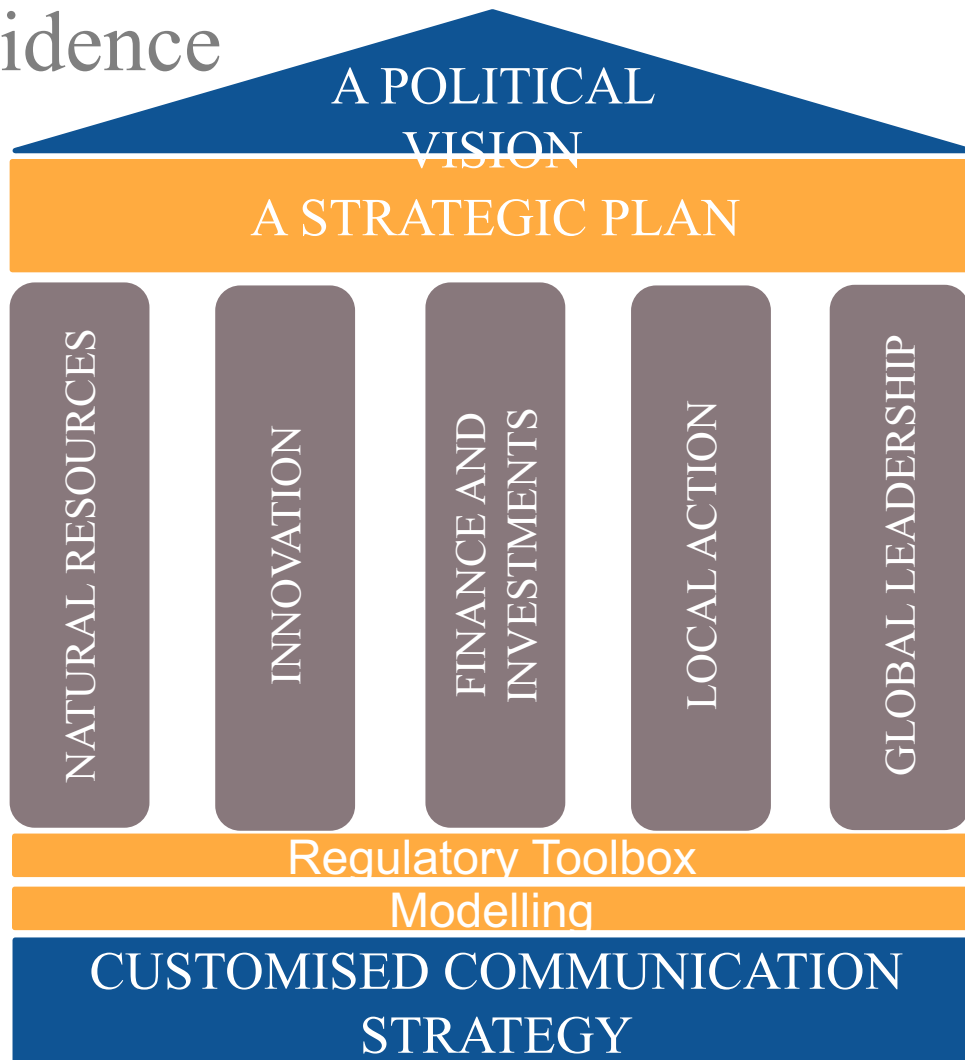 idence
A POLITICAL
VISION
A STRATEGIC PLAN
NATURAL RESOURCES
INNOVATION
FINANCE AND
INVESTMENTS
LOCAL ACTION
GLOBAL LEADERSHIP
Regulatory Toolbox
Modelling
CUSTOMISED COMMUNICATION
STRATEGY